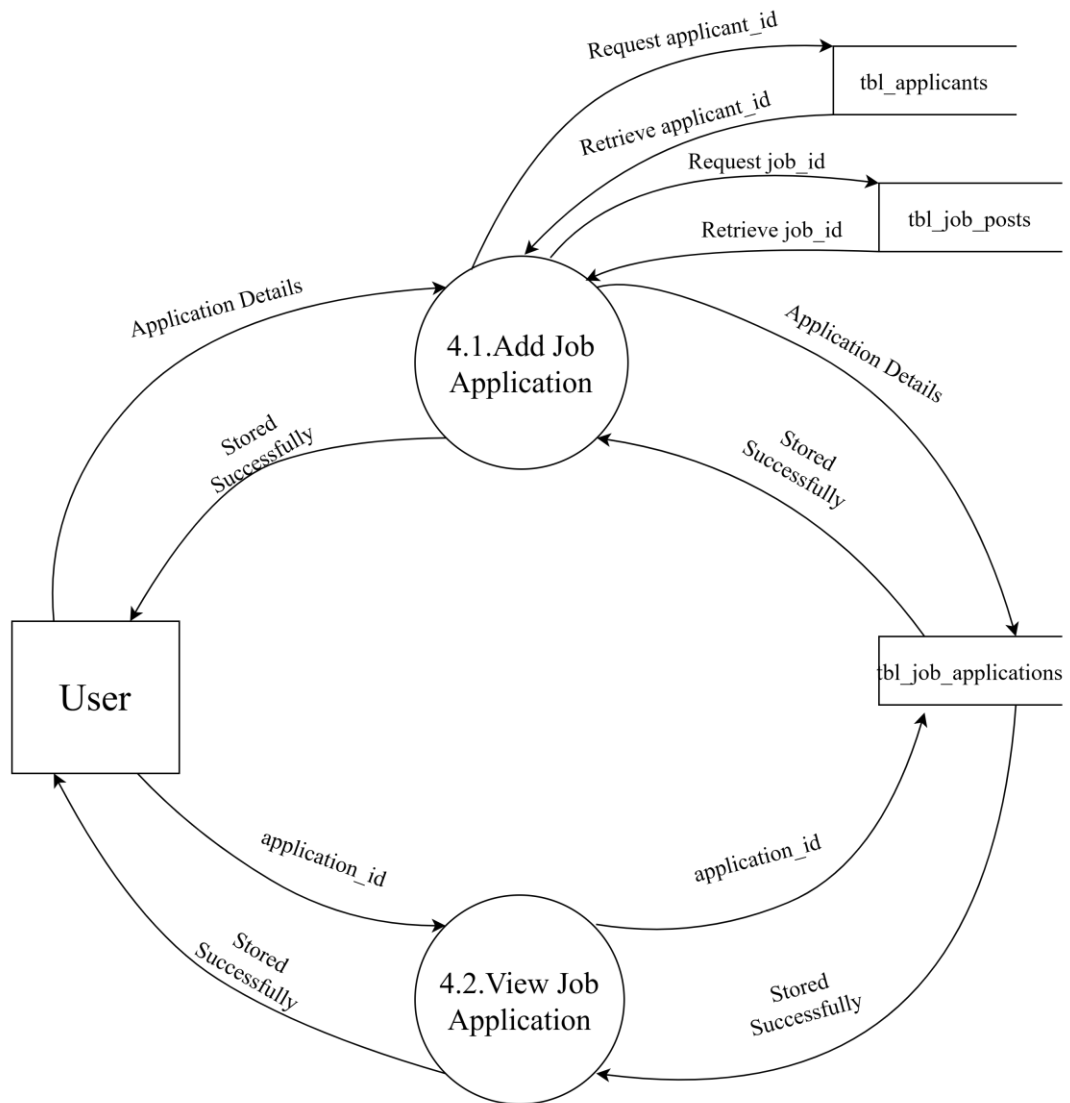 Request applicant_id
tbl_applicants
Retrieve applicant_id
Request job_id
tbl_job_posts
Retrieve job_id
Application Details
4.1.Add Job
Application
Application Details
Stored
Successfully
Stored
Successfully
User
tbl_job_applications
application_id
application_id
4.2.View Job
Application
Stored
Successfully
Stored
Successfully